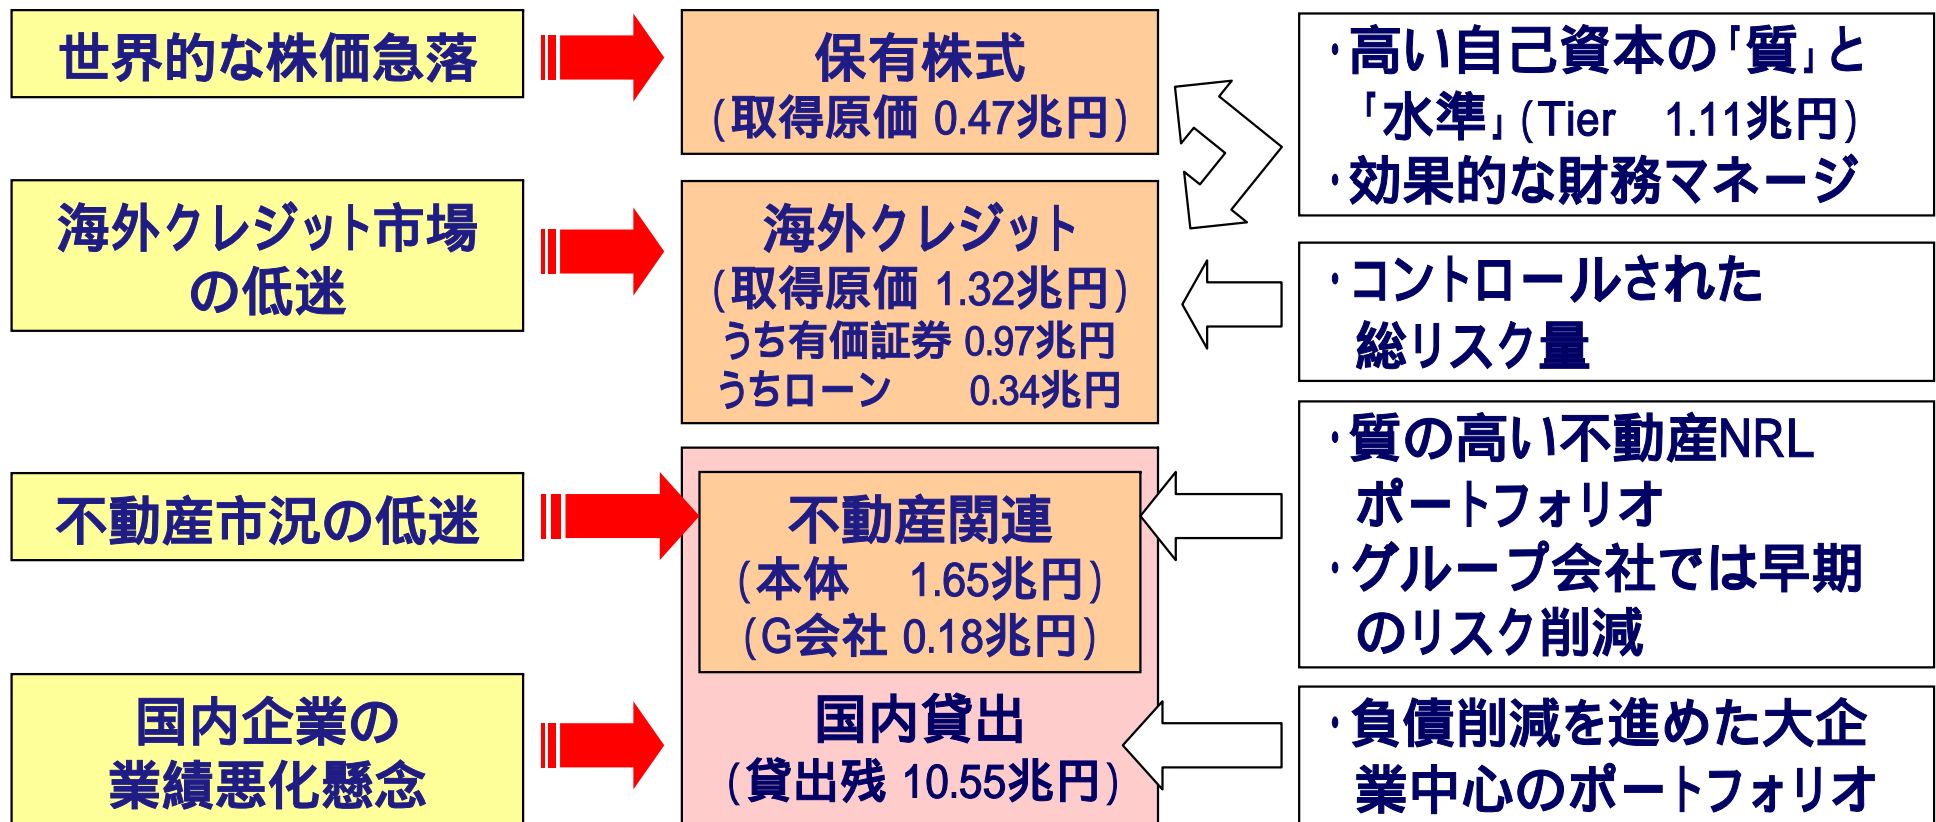 世界的な株価急落
保有株式
(取得原価 0.47兆円)
・高い自己資本の「質」と
「水準」(Tier 1.11兆円)
・効果的な財務マネージ
海外クレジット市場
の低迷
海外クレジット
(取得原価 1.32兆円)
うち有価証券 0.97兆円
うちローン 0.34兆円
・コントロールされた
総リスク量
不動産市況の低迷
不動産関連
(本体 1.65兆円)
(G会社 0.18兆円)
・質の高い不動産NRL
ポートフォリオ
・グループ会社では早期
のリスク削減
国内企業の
業績悪化懸念
国内貸出
(貸出残 10.55兆円)
・負債削減を進めた大企
業中心のポートフォリオ